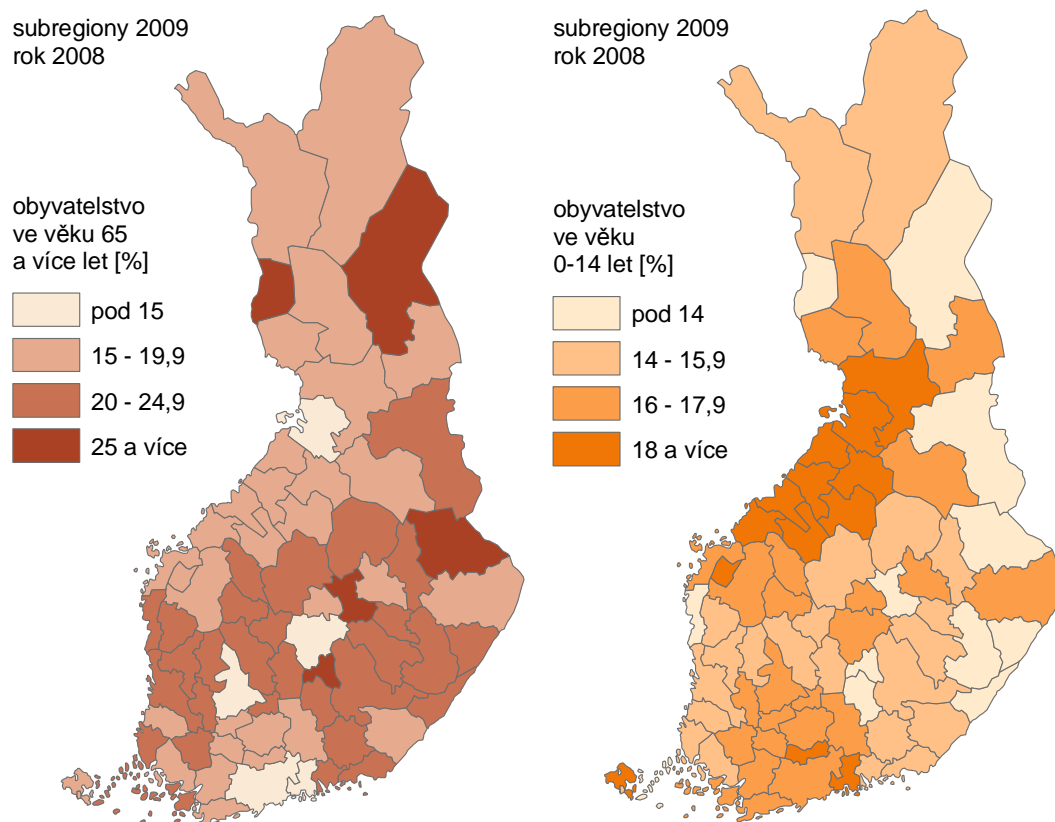 subregiony 2009
rok 2008
obyvatelstvo
ve věku 65
a více let [%]
pod 15
15 - 19,9
20 - 24,9
25 a více
subregiony 2009
rok 2008
obyvatelstvo
ve věku
0-14 let [%]
pod 14
14 - 15,9
16 - 17,9
18 a více